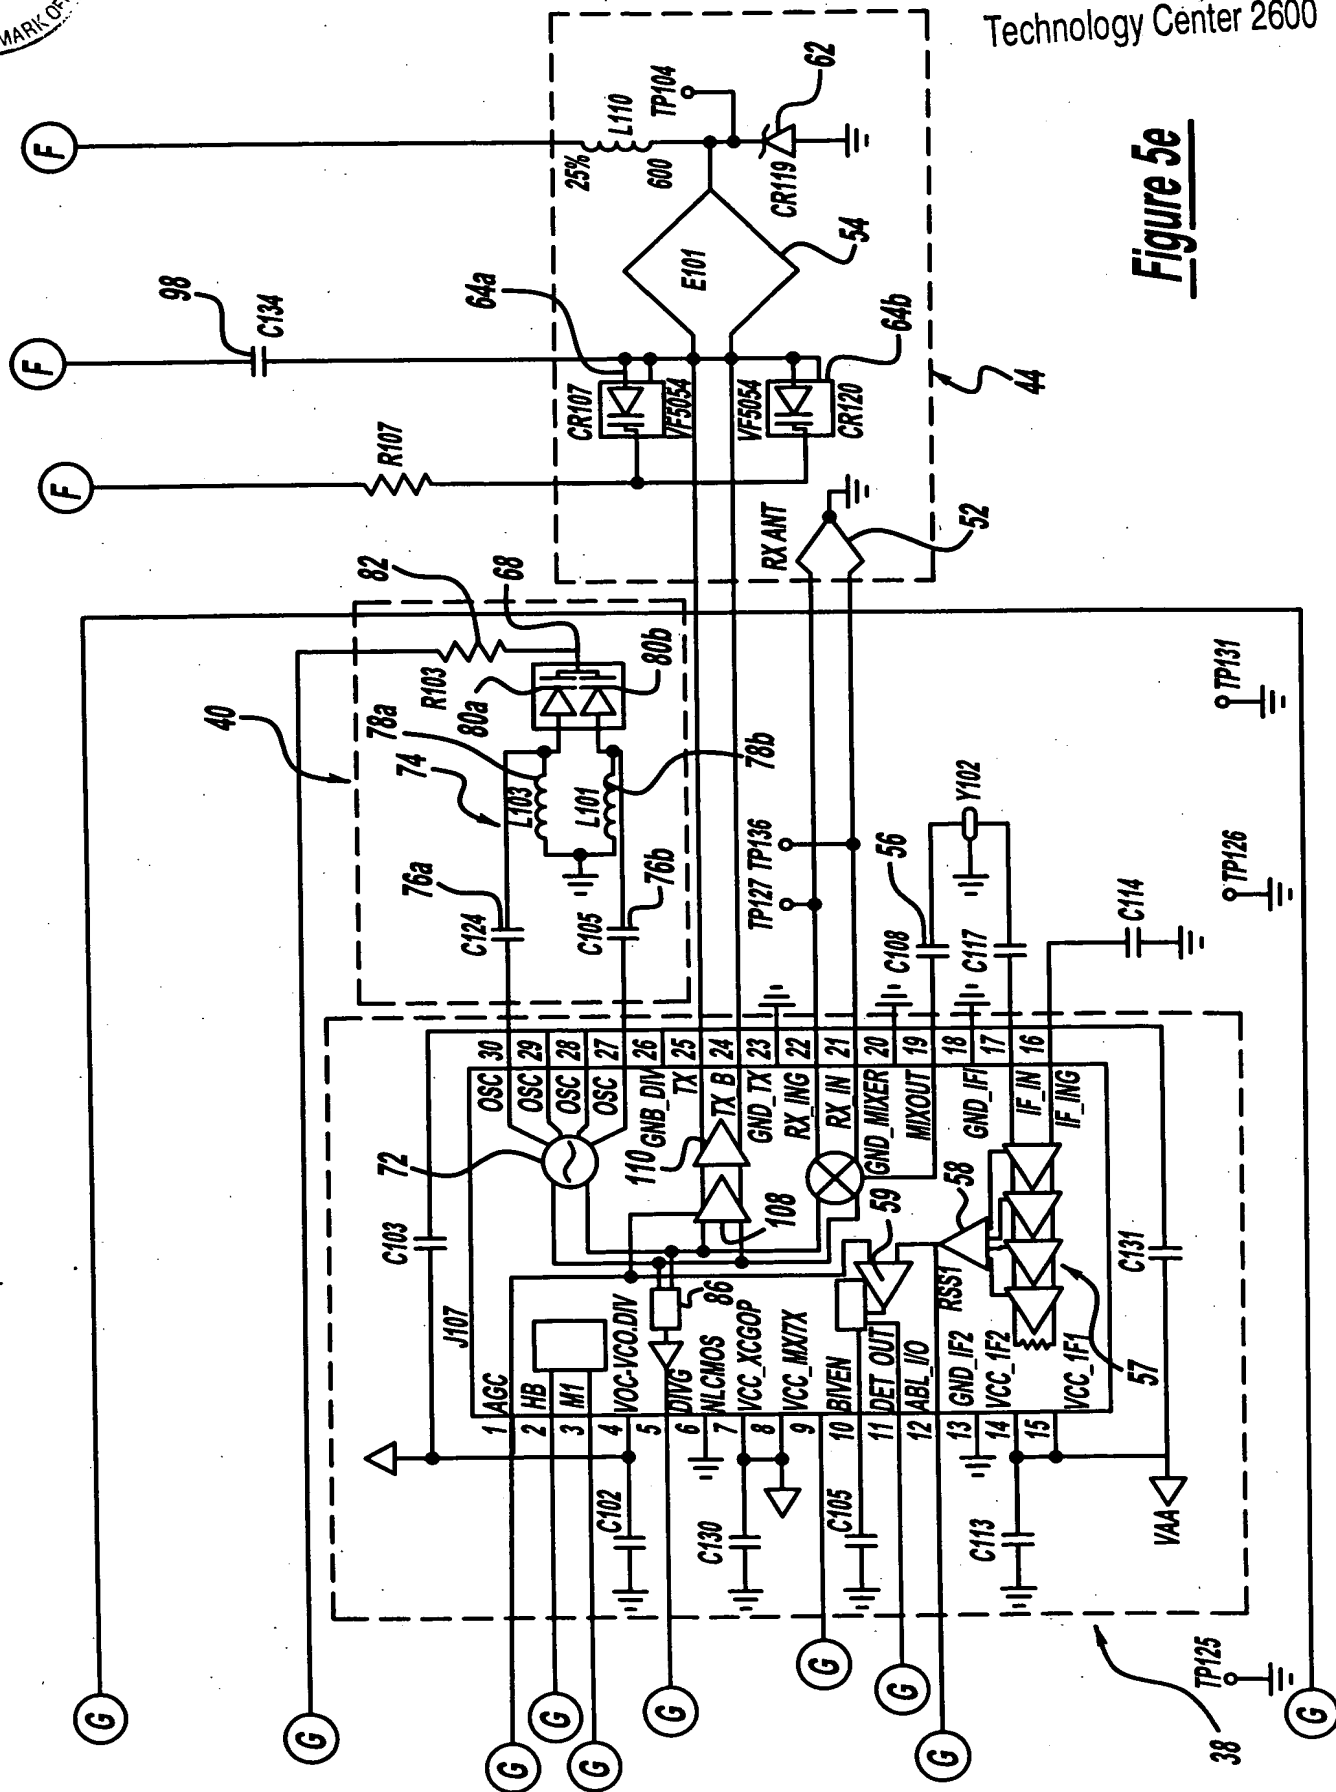 MARK OF
Technology Center 2600
Figure 5e
F
F
F
98
C134
R107
25%
L110
600
TP104
62
CR119
E101
54
64a
CR107
VF5054
VF5054
CR120
64b
44
RX ANT
52
40
82
68
R103
80a
80b
78a
74
L103
L101
78b
76a
C124
C105
76b
TP127
TP136
56
C108
C117
Y102
C114
TP131
TP126
TP125
38
C103
J107
72
OSC 30
OSC 29
OSC 28
OSC 27
GNB_DIV 26
TX 25
TX_B 24
GND_TX 23
RX_ING 22
RX_IN 21
GND_MIXER 20
MIXOUT 19
GND_IFI 18
IF_IN 17
IF_ING 16
110
108
59
58
57
86
RSS1
C131
1 AGC
2 HB
3 M1
4 VOC-VCO.DIV
5 DIVG
6 NLCMOS
7 VCC_XCGOP
8 VCC_MX/TX
9
10 BIVEN
11 DET OUT
12 ABL_I/O
13 GND_IF2
14 VCC_1F2
15 VCC_1F1
C102
C130
C105
C113
VAA
G
G
G
G
G
G
G
G
G
G